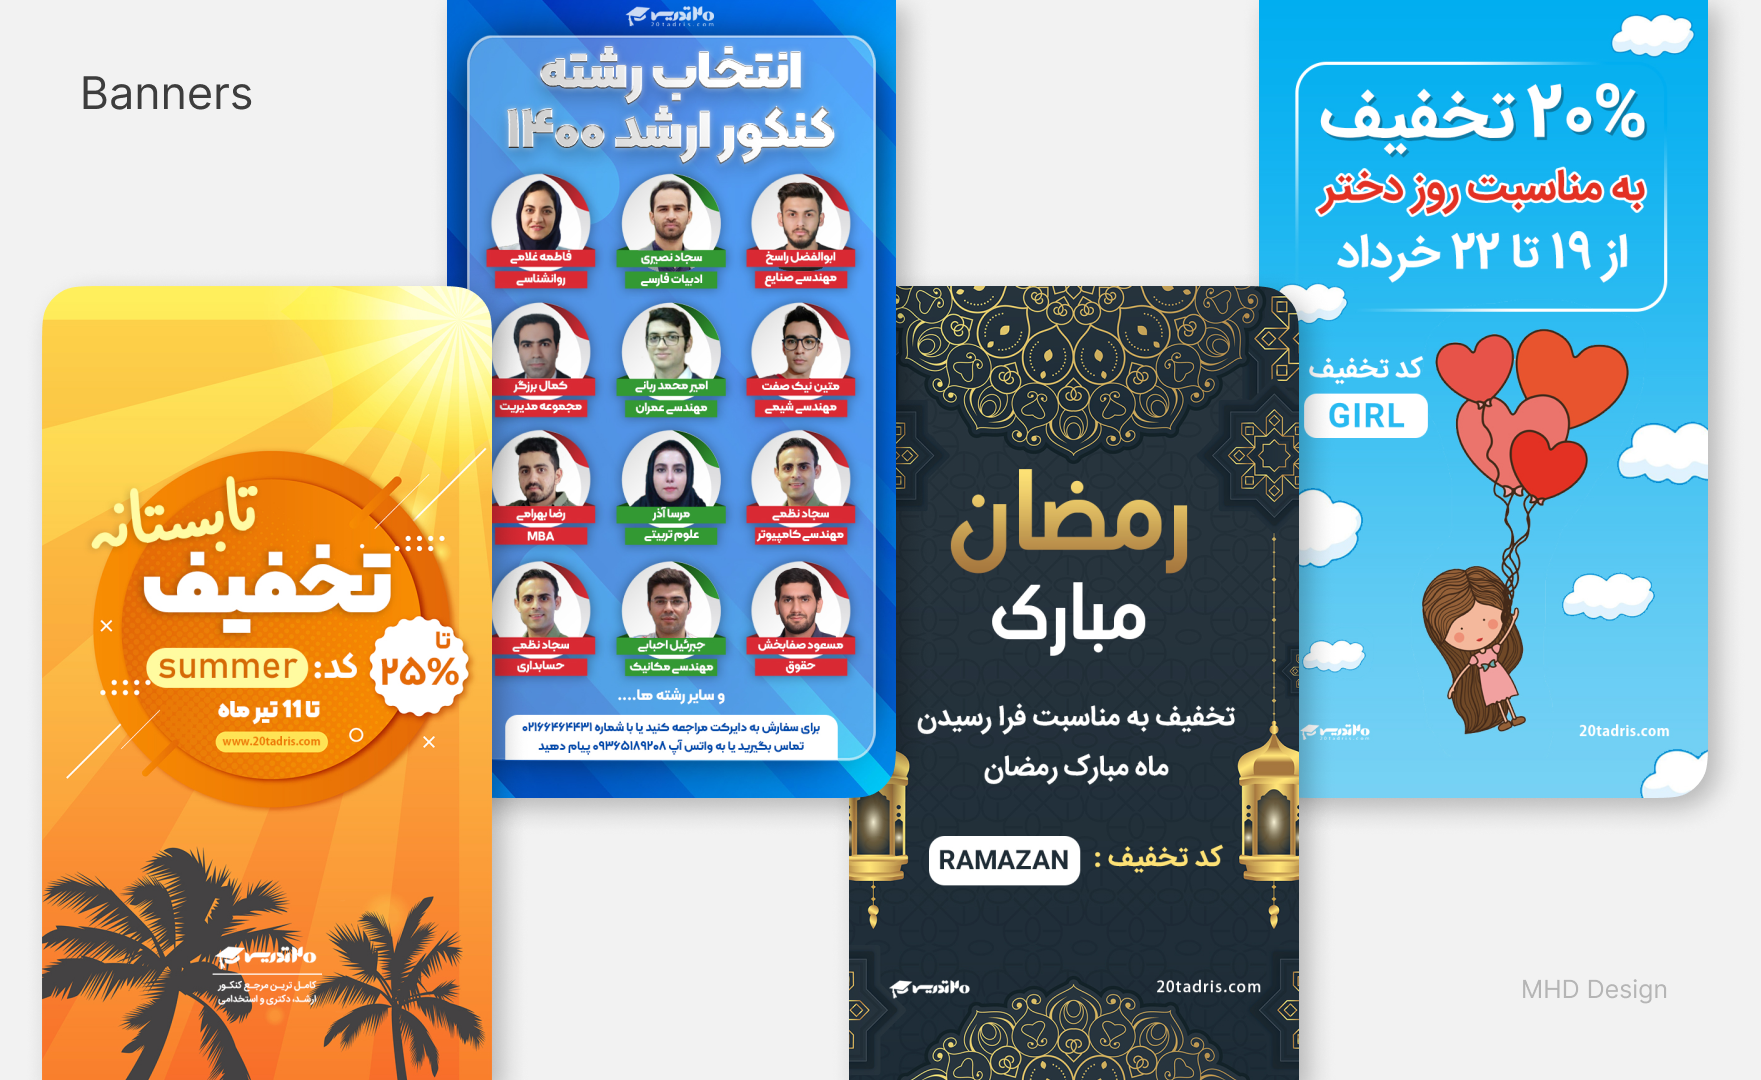 Banners
۲۰تدریس
20tadris.com
انتخاب رشته
کنکور ارشد ۱۴۰۰
ابوالفضل راسخ
مهندسی صنایع
سجاد نصیری
ادبیات فارسی
فاطمه غلامی
روانشناسی
متین نیک صفت
مهندسی شیمی
امیر محمد ربانی
مهندسی عمران
کمال برزگر
مجموعه مدیریت
سجاد نظمی
مهندسی کامپیوتر
مرسا آذر
علوم تربیتی
رضا بهرامی
MBA
مسعود صفابخش
حقوق
جبرئیل احبابی
مهندسی مکانیک
سجاد نظمی
حسابداری
و سایر رشته ها....
برای سفارش به دایرکت مراجعه کنید یا با شماره ۰۲۱۶۶۴۶۴۴۳۱
تماس بگیرید یا به واتس آپ ۰۹۳۶۵۱۸۹۲۰۸ پیام دهید
۲۰% تخفیف
به مناسبت روز دختر
از ۱۹ تا ۲۲ خرداد
کد تخفیف
GIRL
۲۰تدریس
20tadris.com
20tadris.com
تابستانه
تخفیف
تا
۲۵%
کد: summer
تا 11 تیر ماه
www.20tadris.com
۲۰تدریس
کامل ترین مرجع کنکور
ارشد، دکتری و استخدامی
رمضان
مبارک
تخفیف به مناسبت فرا رسیدن
ماه مبارک رمضان
کد تخفیف : RAMAZAN
۲۰تدریس
20tadris.com
MHD Design